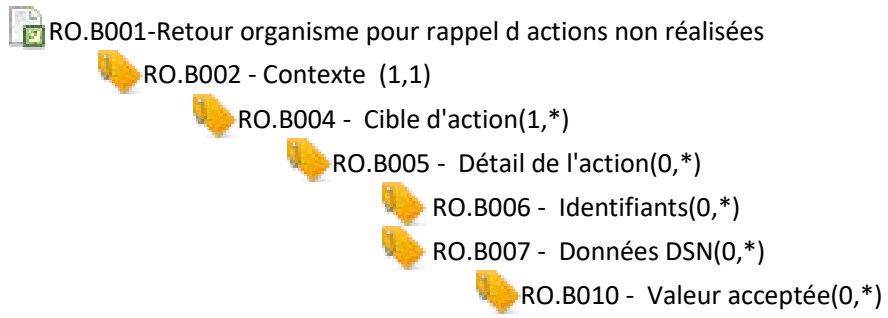 RO.B001-Retour organisme pour rappel d actions non réalisées
RO.B002 - Contexte (1,1)
RO.B004 - Cible d'action(1,*)
RO.B005 - Détail de l'action(0,*)
RO.B006 - Identifiants(0,*)
RO.B007 - Données DSN(0,*)
RO.B010 - Valeur acceptée(0,*)